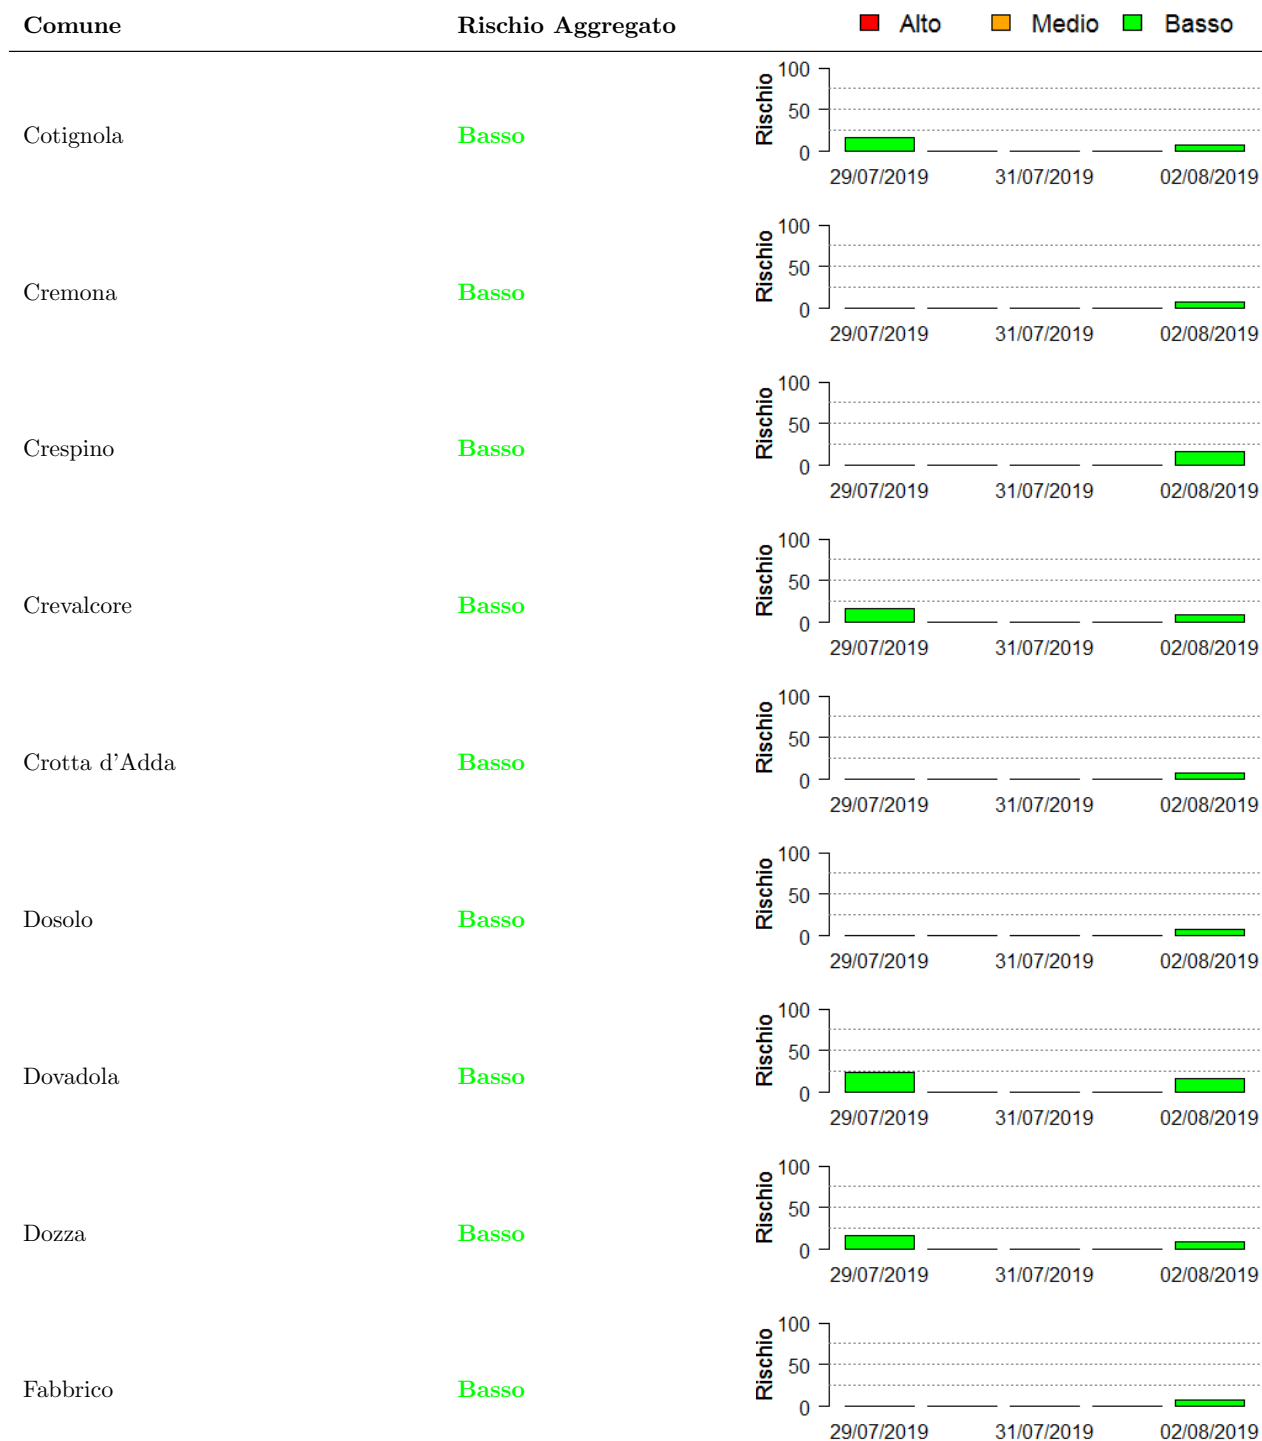 Comune Rischio Aggregato Alto Medio Basso
Cotignola Basso Rischio 100 50 0
29/07/2019 31/07/2019 02/08/2019
Cremona Basso Rischio 100 50 0
29/07/2019 31/07/2019 02/08/2019
Crespino Basso Rischio 100 50 0
29/07/2019 31/07/2019 02/08/2019
Crevalcore Basso Rischio 100 50 0
29/07/2019 31/07/2019 02/08/2019
Crotta d'Adda Basso Rischio 100 50 0
29/07/2019 31/07/2019 02/08/2019
Dosolo Basso Rischio 100 50 0
29/07/2019 31/07/2019 02/08/2019
Dovadola Basso Rischio 100 50 0
29/07/2019 31/07/2019 02/08/2019
Dozza Basso Rischio 100 50 0
29/07/2019 31/07/2019 02/08/2019
Fabbrico Basso Rischio 100 50 0
29/07/2019 31/07/2019 02/08/2019